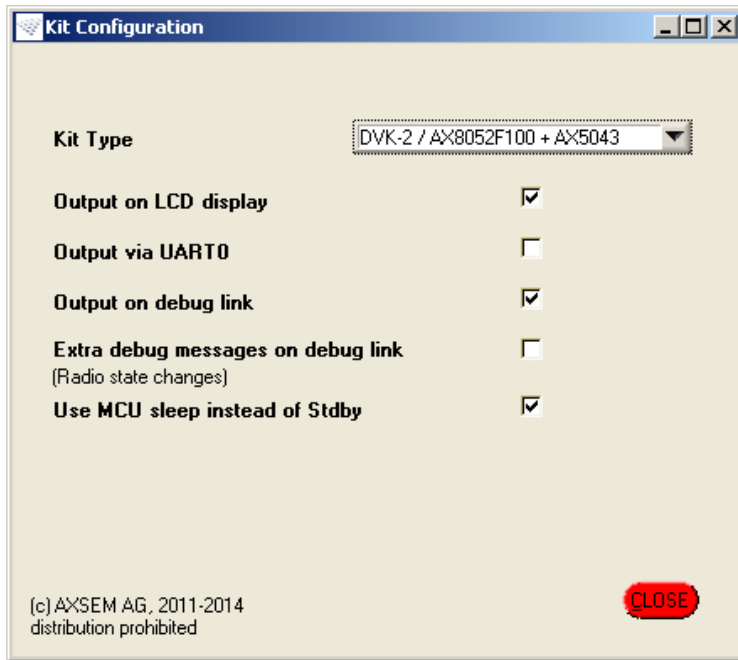 Kit Configuration
Kit Type
DVK-2 / AX8052F100 + AX5043
Output on LCD display
Output via UART0
Output on debug link
Extra debug messages on debug link
(Radio state changes)
Use MCU sleep instead of Stdby
(c) AXSEM AG, 2011-2014
distribution prohibited
CLOSE